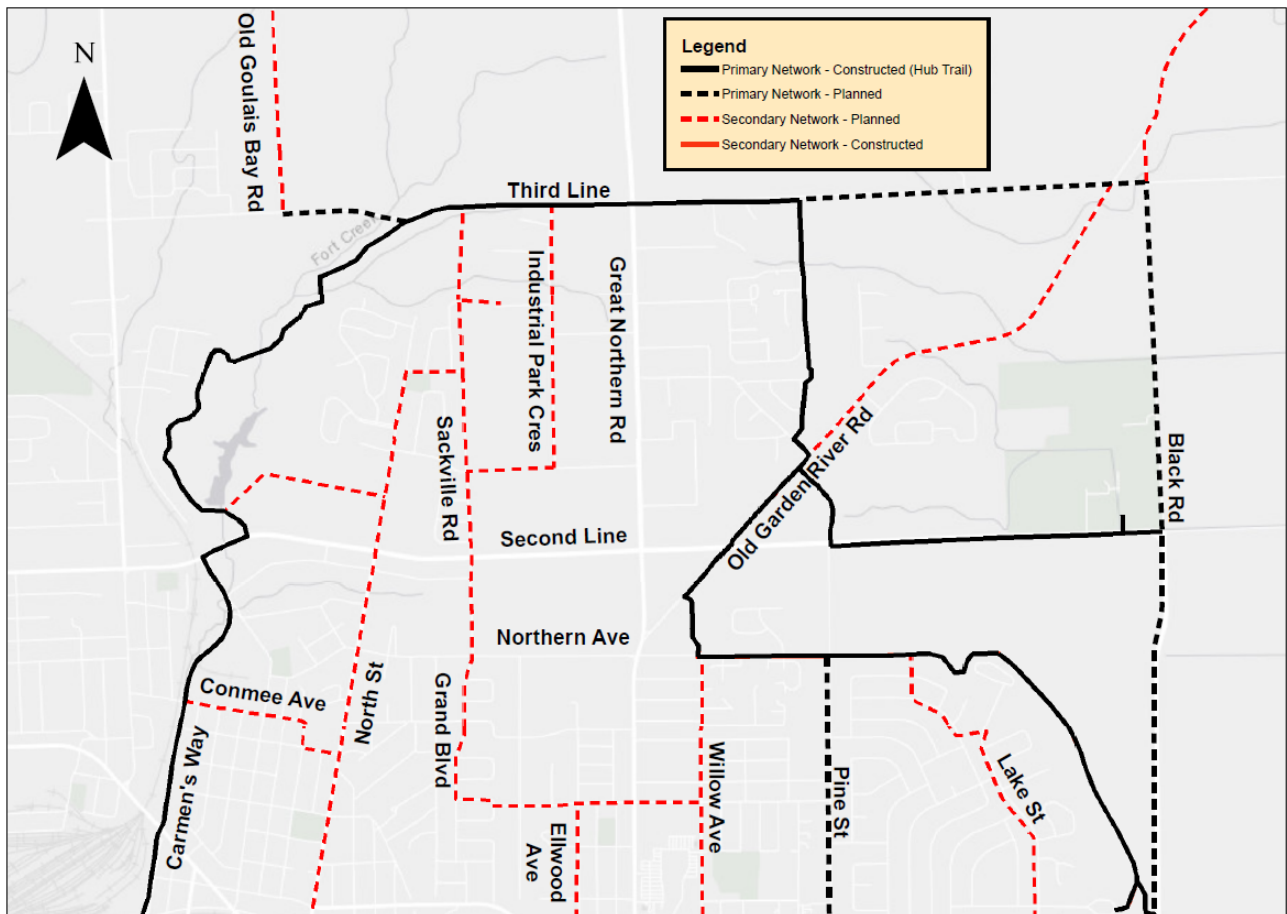 N
Old Goulais Bay Rd
Legend
Primary Network - Constructed (Hub Trail)
Primary Network - Planned
Secondary Network - Planned
Secondary Network - Constructed
Third Line
Fort Creek
Industrial Park Cres
Great Northern Rd
Sackville Rd
Old Garden River Rd
Black Rd
Second Line
Northern Ave
Conmee Ave
North St
Grand Blvd
Carmen's Way
Willow Ave
Pine St
Lake St
Ellwood
Ave